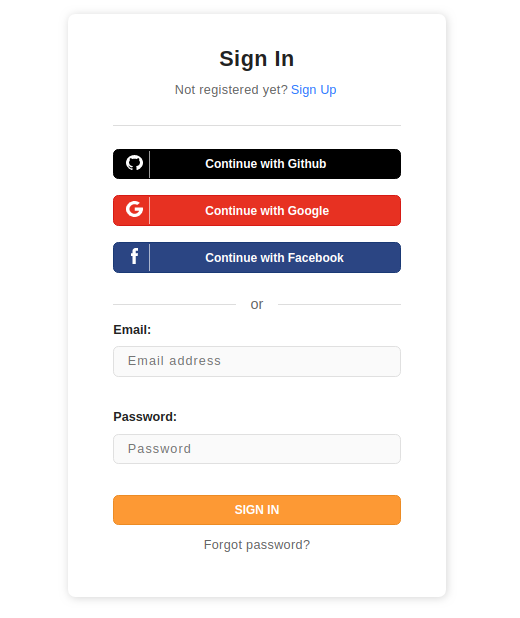 Sign In
Not registered yet? Sign Up
Continue with Github
Continue with Google
Continue with Facebook
or
Email:
Email address
Password:
Password
SIGN IN
Forgot password?